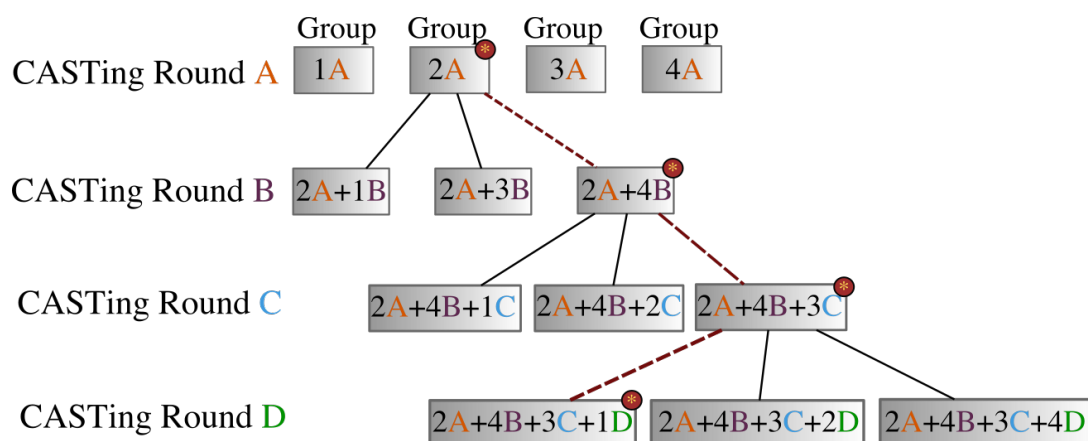 Group Group Group Group
CASTing Round A 1A 2A * 3A 4A
CASTing Round B 2A+1B 2A+3B 2A+4B *
CASTing Round C 2A+4B+1C 2A+4B+2C 2A+4B+3C *
CASTing Round D 2A+4B+3C+1D * 2A+4B+3C+2D 2A+4B+3C+4D